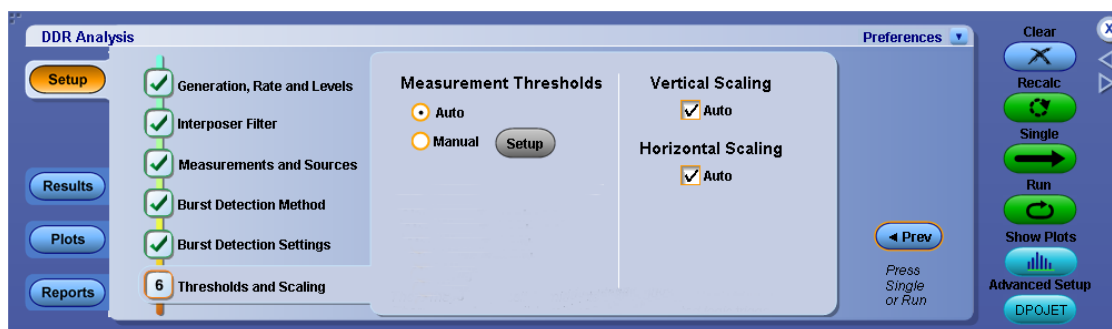 DDR Analysis
Preferences
Setup
Results
Plots
Reports
Generation, Rate and Levels
Interposer Filter
Measurements and Sources
Burst Detection Method
Burst Detection Settings
6 Thresholds and Scaling
Measurement Thresholds
Auto
Manual
Setup
Vertical Scaling
Auto
Horizontal Scaling
Auto
Prev
Press
Single
or Run
Clear
X
Recalc
Single
Run
Show Plots
Advanced Setup
DPOJET